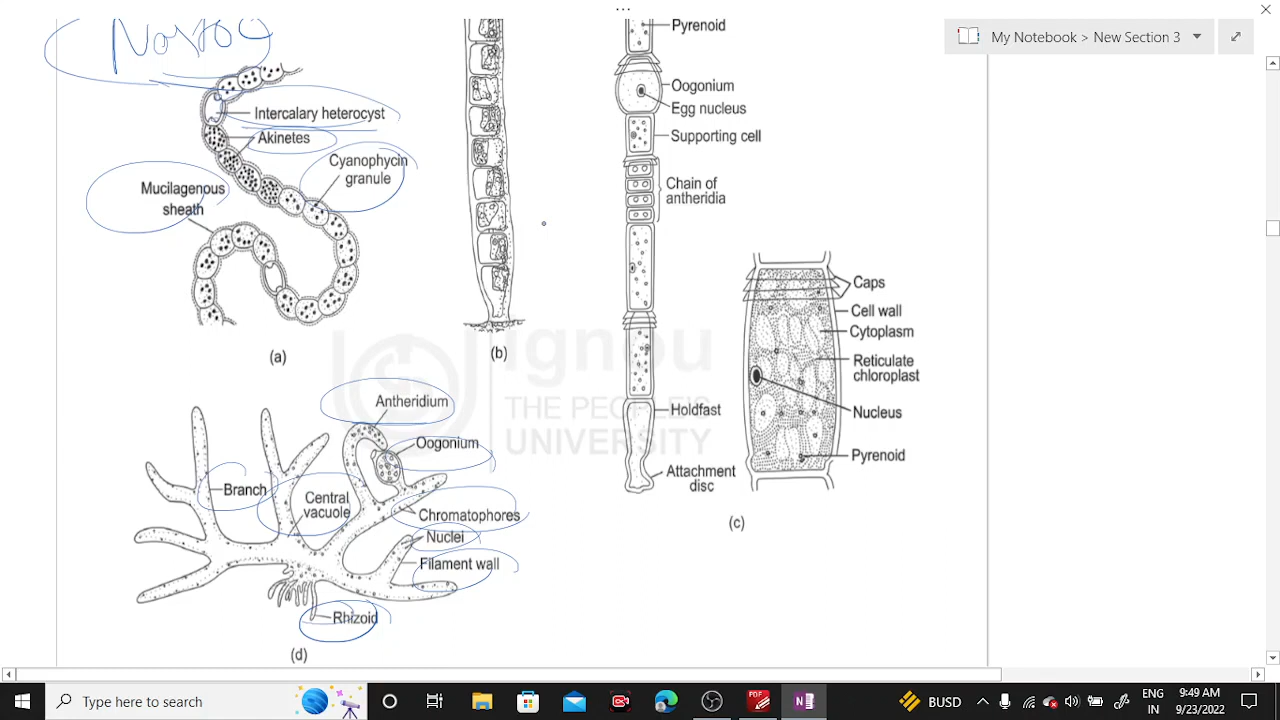 ...
My Notebook > New Section 3
Nostoc
Intercalary heterocyst
Akinetes
Cyanophycin
granule
Mucilagenous
sheath
(a)
(b)
Pyrenoid
Oogonium
Egg nucleus
Supporting cell
Chain of
antheridia
Holdfast
Attachment
disc
Caps
Cell wall
Cytoplasm
Reticulate
chloroplast
Nucleus
Pyrenoid
(c)
ignou
THE PEOPLE'S
UNIVERSITY
Antheridium
Oogonium
Branch
Central
vacuole
Chromatophores
Nuclei
Filament wall
Rhizoid
(d)
Type here to search
PDF
N
BUSD
ENG
IN
9:49 AM
9/23/2022